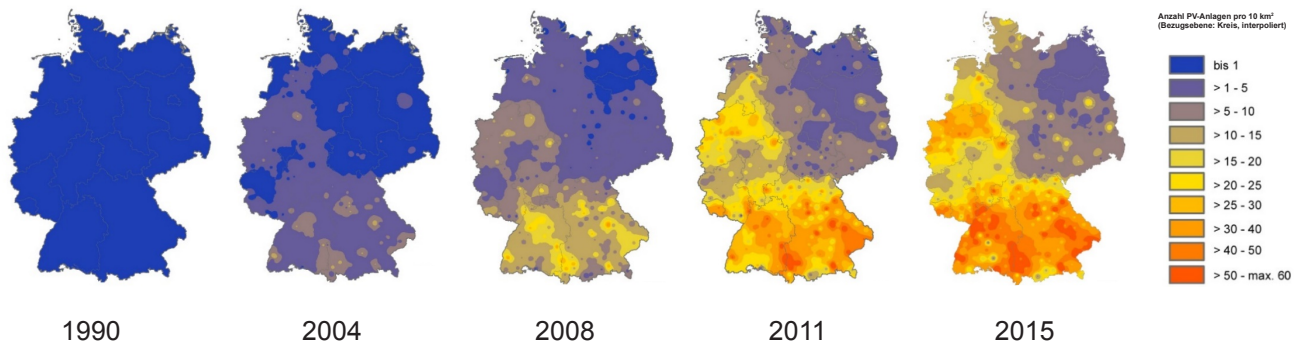 Anzahl PV-Anlagen pro 10 km²
(Bezugsebene: Kreis, interpoliert)
bis 1
> 1 - 5
> 5 - 10
> 10 - 15
> 15 - 20
> 20 - 25
> 25 - 30
> 30 - 40
> 40 - 50
> 50 - max. 60
1990
2004
2008
2011
2015